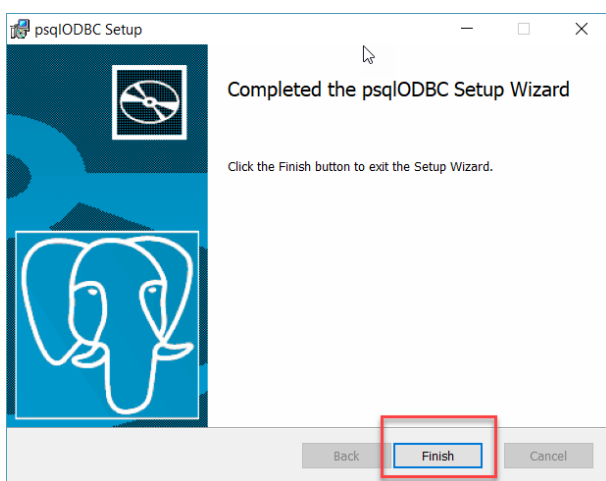 psqlODBC Setup
Completed the psqlODBC Setup Wizard
Click the Finish button to exit the Setup Wizard.
Back
Finish
Cancel